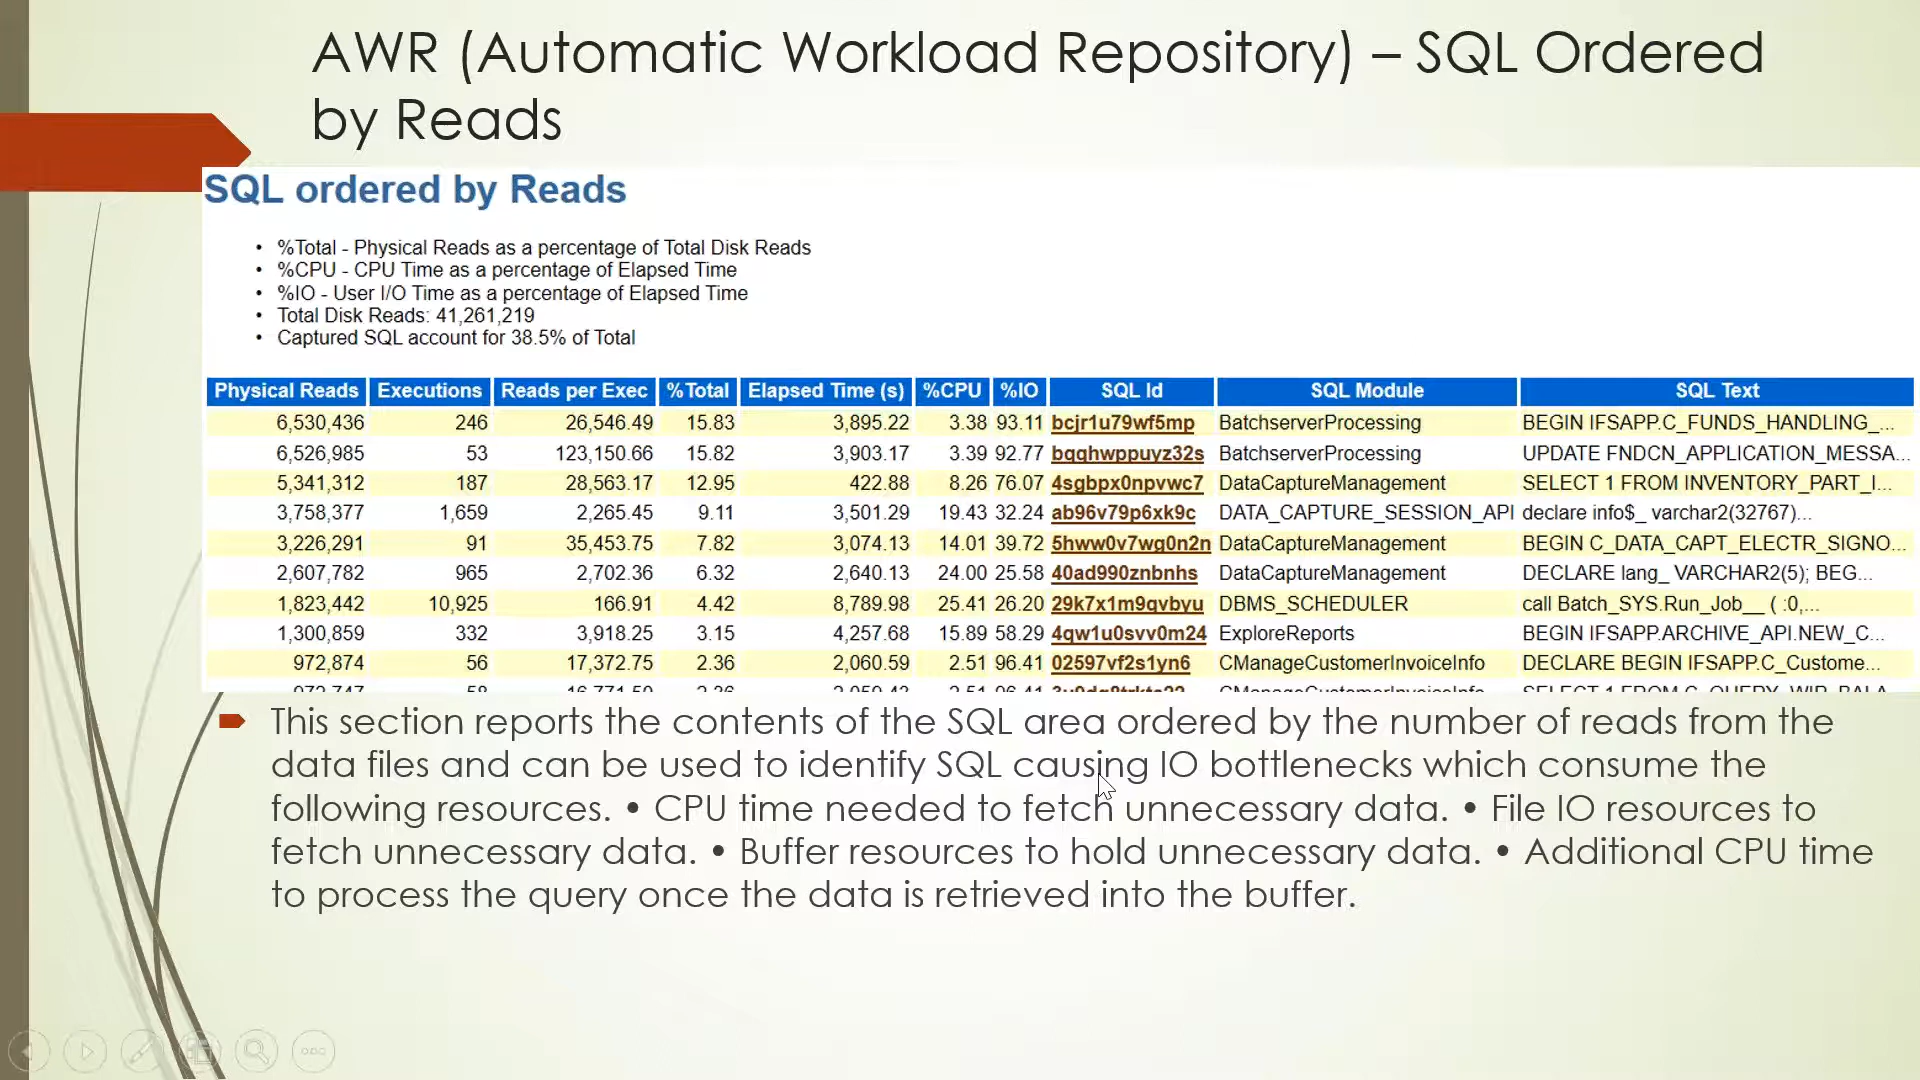 AWR (Automatic Workload Repository) – SQL Ordered
by Reads
SQL ordered by Reads
• %Total - Physical Reads as a percentage of Total Disk Reads
• %CPU - CPU Time as a percentage of Elapsed Time
• %IO - User I/O Time as a percentage of Elapsed Time
• Total Disk Reads: 41,261,219
• Captured SQL account for 38.5% of Total
Physical Reads Executions Reads per Exec %Total Elapsed Time (s) %CPU %IO SQL Id SQL Module SQL Text
6,530,436 246 26,546.49 15.83 3,895.22 3.38 93.11 bcjr1u79wf5mp BatchserverProcessing BEGIN IFSAPP.C_FUNDS_HANDLING_...
6,526,985 53 123,150.66 15.82 3,903.17 3.39 92.77 bqghwppuyz32s BatchserverProcessing UPDATE FNDCN_APPLICATION_MESSA...
5,341,312 187 28,563.17 12.95 422.88 8.26 76.07 4sgbpx0npvwc7 DataCaptureManagement SELECT 1 FROM INVENTORY_PART_I...
3,758,377 1,659 2,265.45 9.11 3,501.29 19.43 32.24 ab96v79p6xk9c DATA_CAPTURE_SESSION_API declare info$_ varchar2(32767)...
3,226,291 91 35,453.75 7.82 3,074.13 14.01 39.72 5hww0v7wg0n2n DataCaptureManagement BEGIN C_DATA_CAPT_ELECTR_SIGNO...
2,607,782 965 2,702.36 6.32 2,640.13 24.00 25.58 40ad990znbnhs DataCaptureManagement DECLARE lang_ VARCHAR2(5); BEG...
1,823,442 10,925 166.91 4.42 8,789.98 25.41 26.20 29k7x1m9qvbyu DBMS_SCHEDULER call Batch_SYS.Run_Job__ ( :0,...
1,300,859 332 3,918.25 3.15 4,257.68 15.89 58.29 4qw1u0svv0m24 ExploreReports BEGIN IFSAPP.ARCHIVE_API.NEW_C...
972,874 56 17,372.75 2.36 2,060.59 2.51 96.41 02597vf2s1yn6 CManageCustomerInvoiceInfo DECLARE BEGIN IFSAPP.C_Custome...
This section reports the contents of the SQL area ordered by the number of reads from the
data files and can be used to identify SQL causing IO bottlenecks which consume the
following resources. • CPU time needed to fetch unnecessary data. • File IO resources to
fetch unnecessary data. • Buffer resources to hold unnecessary data. • Additional CPU time
to process the query once the data is retrieved into the buffer.